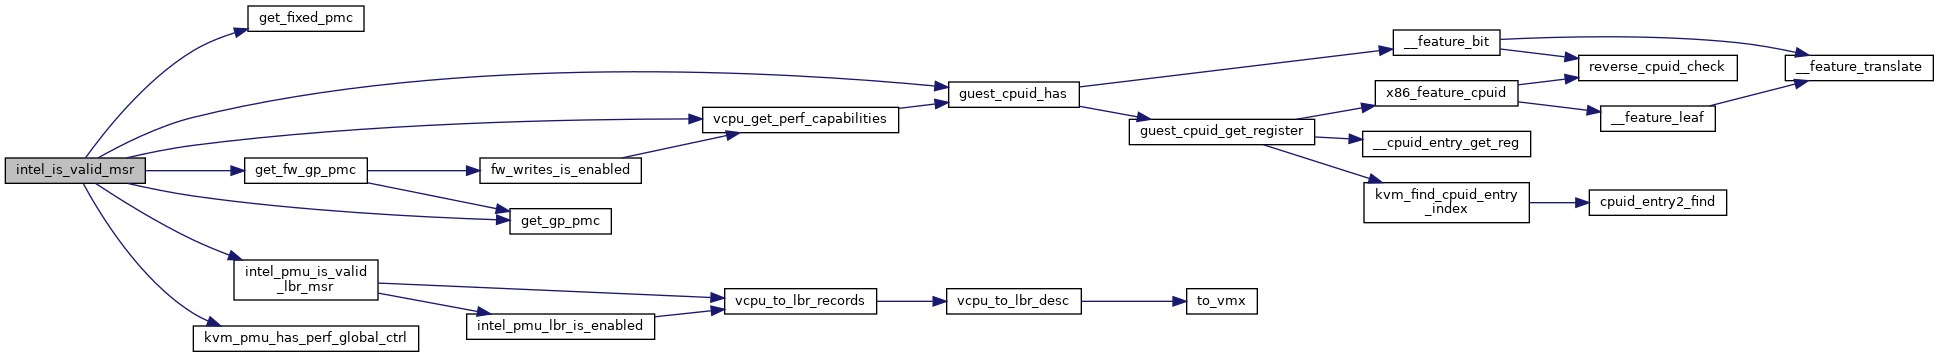 get_fixed_pmc
__feature_bit
reverse_cpuid_check
__feature_translate
guest_cpuid_has
x86_feature_cpuid
vcpu_get_perf_capabilities
__feature_leaf
guest_cpuid_get_register
__cpuid_entry_get_reg
intel_is_valid_msr
get_fw_gp_pmc
fw_writes_is_enabled
kvm_find_cpuid_entry
_index
cpuid_entry2_find
get_gp_pmc
intel_pmu_is_valid
_lbr_msr
vcpu_to_lbr_records
vcpu_to_lbr_desc
to_vmx
intel_pmu_lbr_is_enabled
kvm_pmu_has_perf_global_ctrl